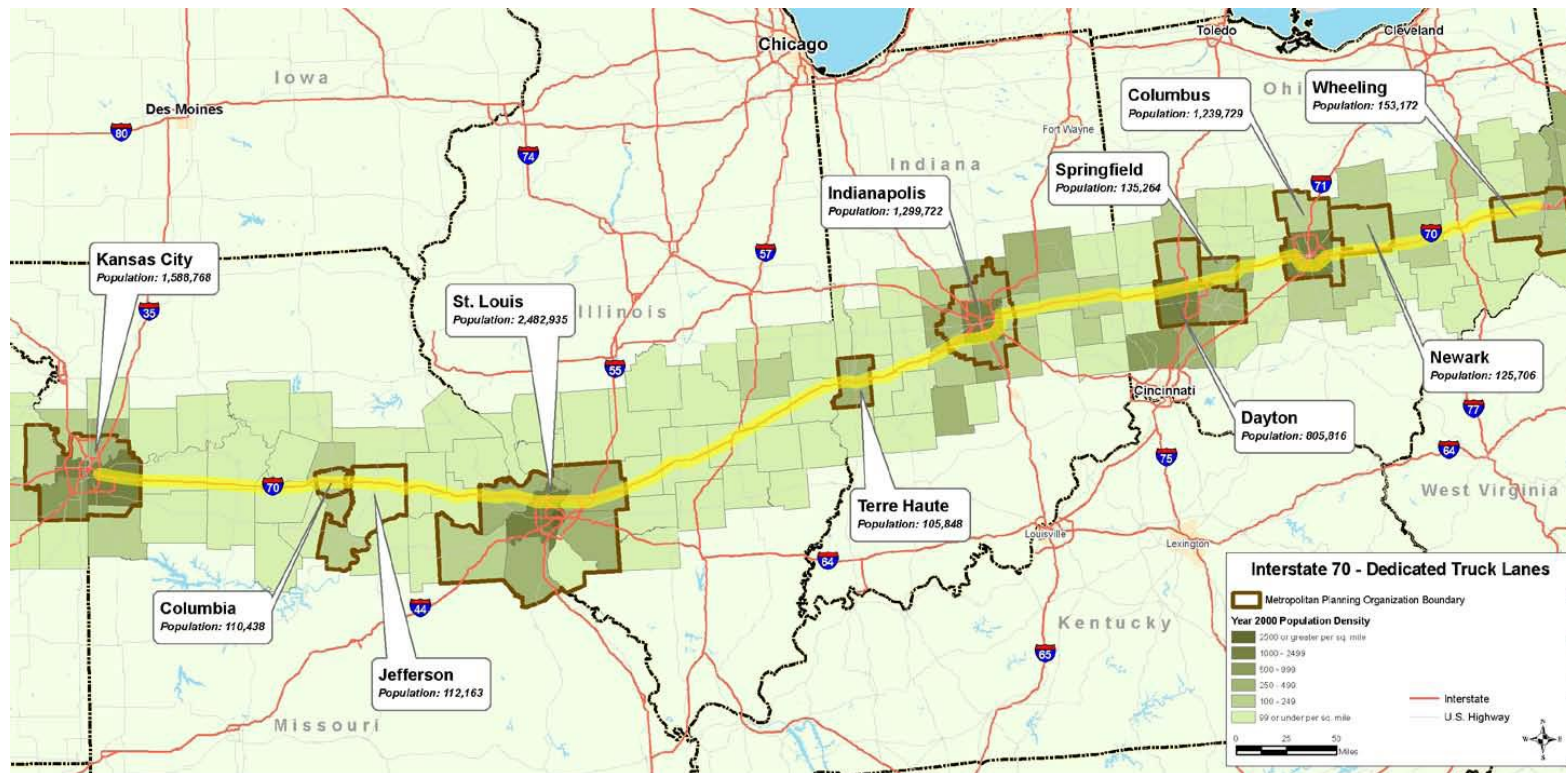 Chicago
Toledo
Cleveland
Iowa
Des Moines
80
74
Columbus
Population: 1,239,729
Ohi
Wheeling
Population: 153,172
Fort Wayne
Indiana
Springfield
Population: 135,264
71
Indianapolis
Population: 1,299,722
70
57
Kansas City
Population: 1,588,768
35
St. Louis
Population: 2,482,935
Illinois
55
Newark
Population: 125,706
Cincinnati
Dayton
Population: 805,816
77
64
75
70
Terre Haute
Population: 105,848
West Virginia
Louisville
Lexington
64
Columbia
Population: 110,438
44
Jefferson
Population: 112,163
Kentucky
65
Missouri
Interstate 70 - Dedicated Truck Lanes
Metropolitan Planning Organization Boundary
Year 2000 Population Density
2500 or greater per sq. mile
1000 - 2499
500 - 999
250 - 499
100 - 249
99 or under per sq. mile
Interstate
U.S. Highway
0 25 50
Miles
N
W E
S